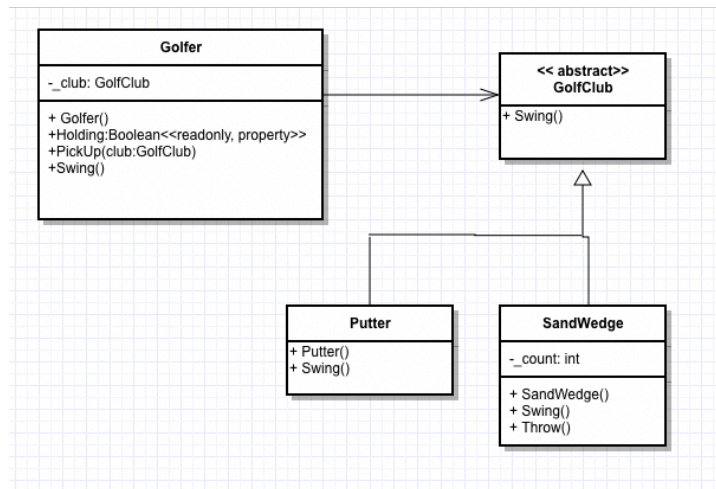 Golfer
-_club: GolfClub
+ Golfer()
+Holding:Boolean<<readonly, property>>
+PickUp(club:GolfClub)
+Swing()
<< abstract>>
GolfClub
+ Swing()
Putter
+ Putter()
+ Swing()
SandWedge
-_count: int
+ SandWedge()
+ Swing()
+ Throw()